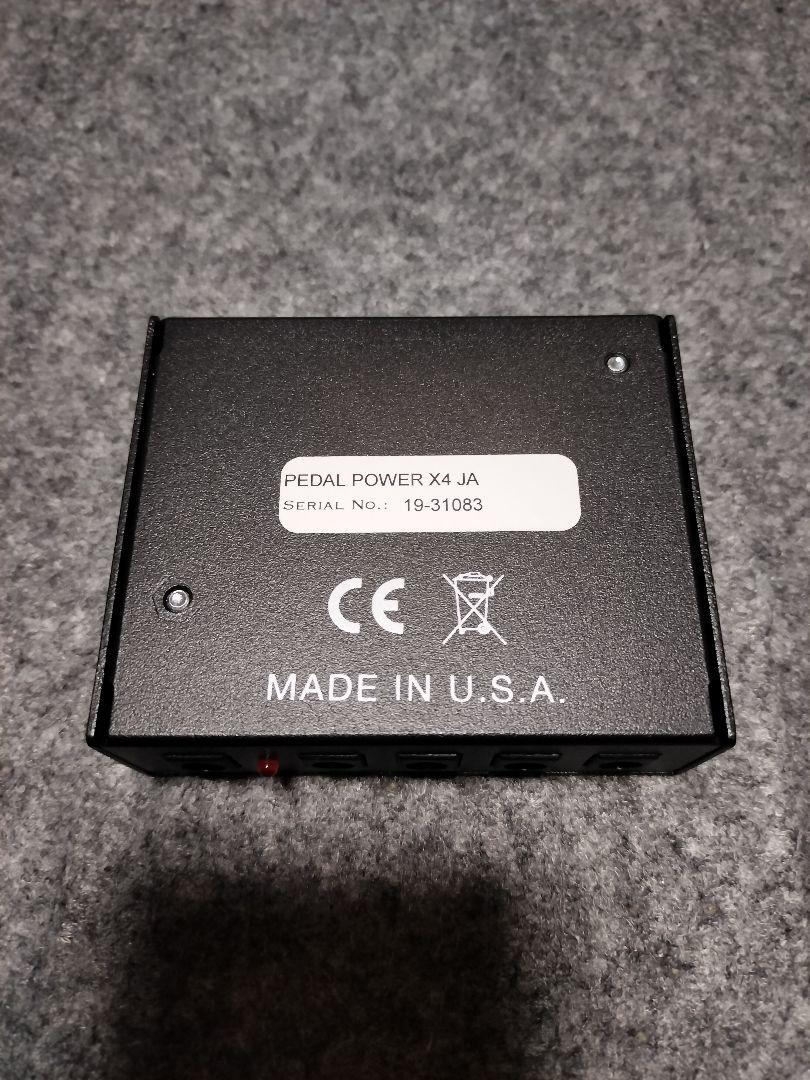 PEDAL POWER X4 JA
SERIAL NO.: 19-31083
CE
MADE IN U.S.A.